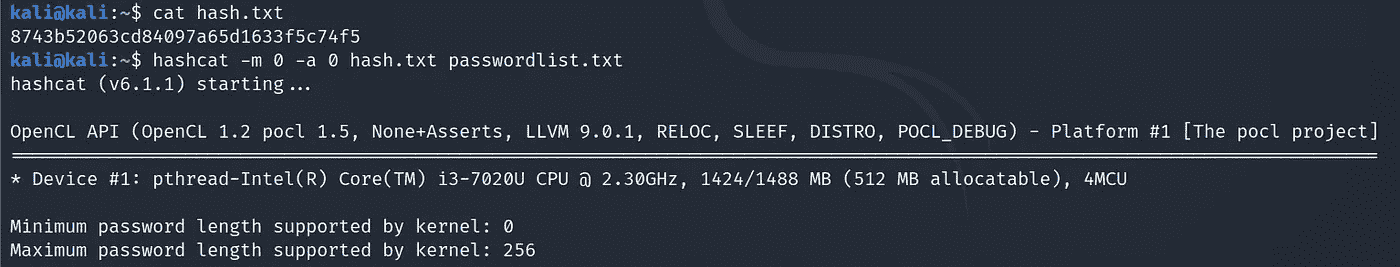 kali@kali:~$ cat hash.txt
8743b52063cd84097a65d1633f5c74f5
kali@kali:~$ hashcat -m 0 -a 0 hash.txt passwordlist.txt
hashcat (v6.1.1) starting...
OpenCL API (OpenCL 1.2 pocl 1.5, None+Asserts, LLVM 9.0.1, RELOC, SLEEF, DISTRO, POCL_DEBUG) - Platform #1 [The pocl project]
* Device #1: pthread-Intel(R) Core(TM) i3-7020U CPU @ 2.30GHz, 1424/1488 MB (512 MB allocatable), 4MCU
Minimum password length supported by kernel: 0
Maximum password length supported by kernel: 256